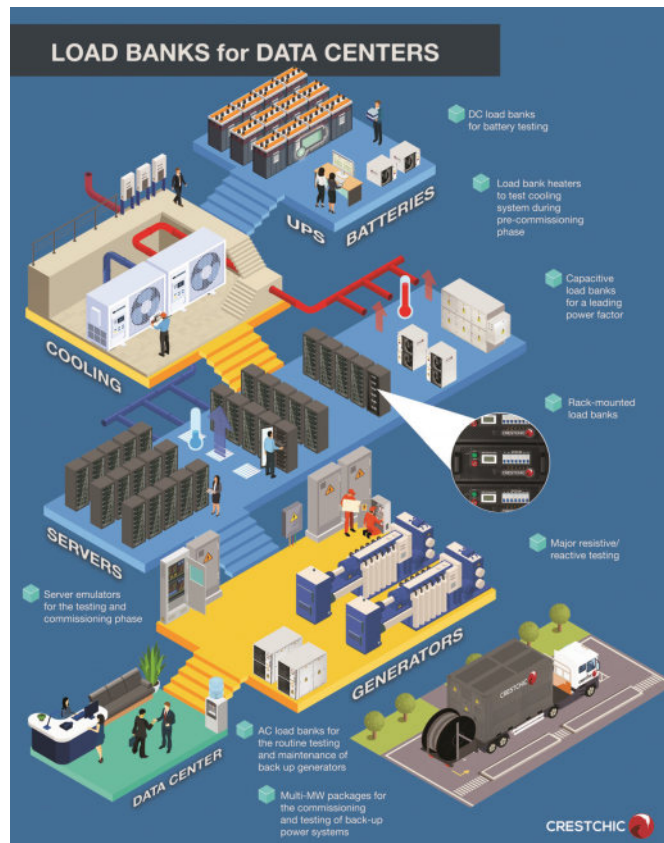 LOAD BANKS for DATA CENTERS
DC load banks
for battery testing
UPS
BATTERIES
Load bank heaters
to test cooling
system during
pre-commissioning
phase
Capacitive
load banks
for a leading
power factor
COOLING
Rack-mounted
load banks
CRESTCHIC
CRESTCHIC
SERVERS
Major resistive/
reactive testing
Server emulators
for the testing and
commissioning phase
GENERATORS
CRESTCHIC
DATA CENTER
AC load banks for
the routine testing
and maintenance of
back up generators
Multi-MW packages for
the commissioning
and testing of back-up
power systems
CRESTCHIC